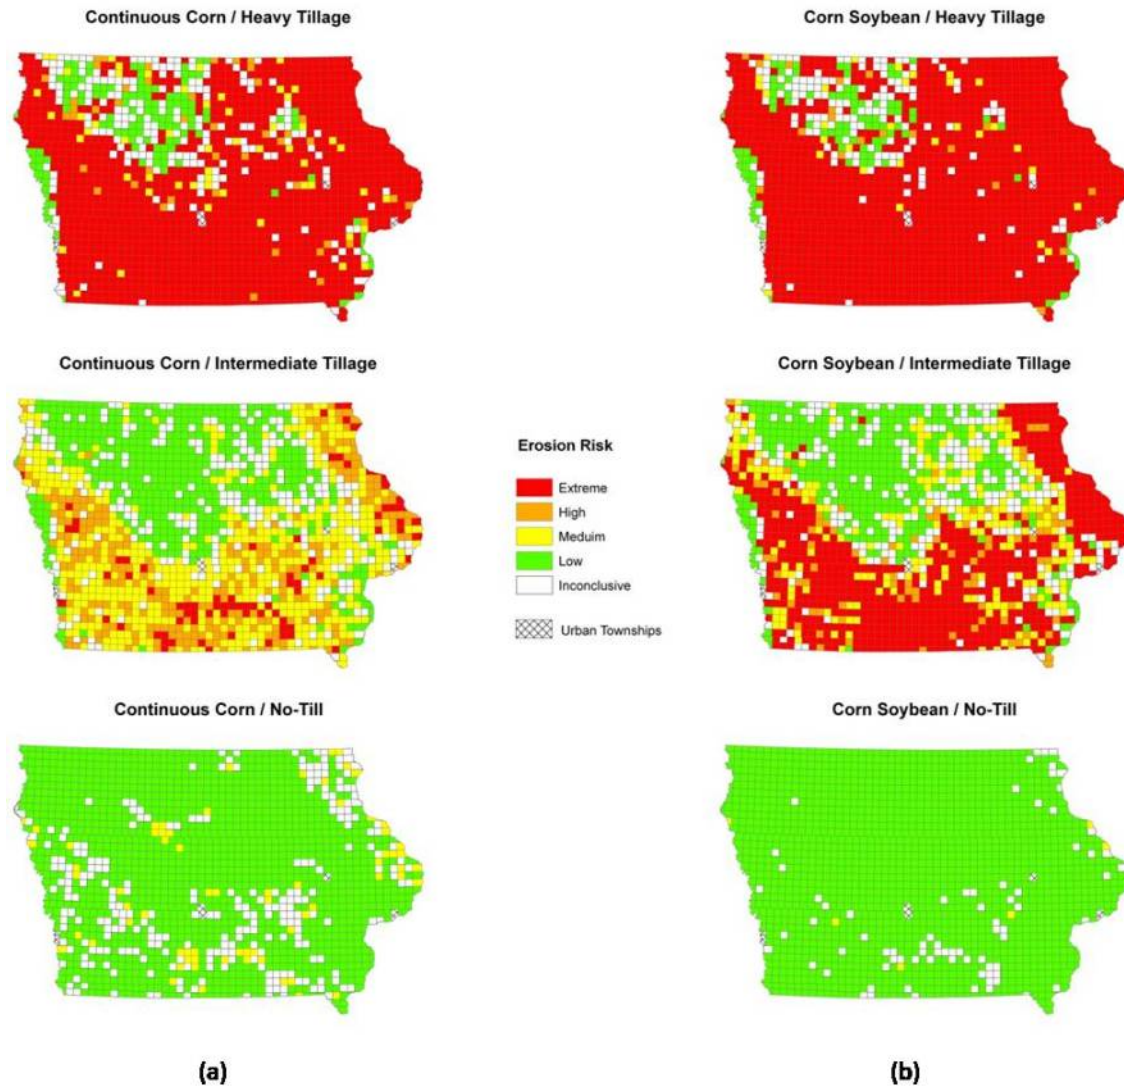 Continuous Corn / Heavy Tillage
Corn Soybean / Heavy Tillage
Continuous Corn / Intermediate Tillage
Corn Soybean / Intermediate Tillage
Erosion Risk
Extreme
High
Meduim
Low
Inconclusive
Urban Townships
Continuous Corn / No-Till
Corn Soybean / No-Till
(a)
(b)